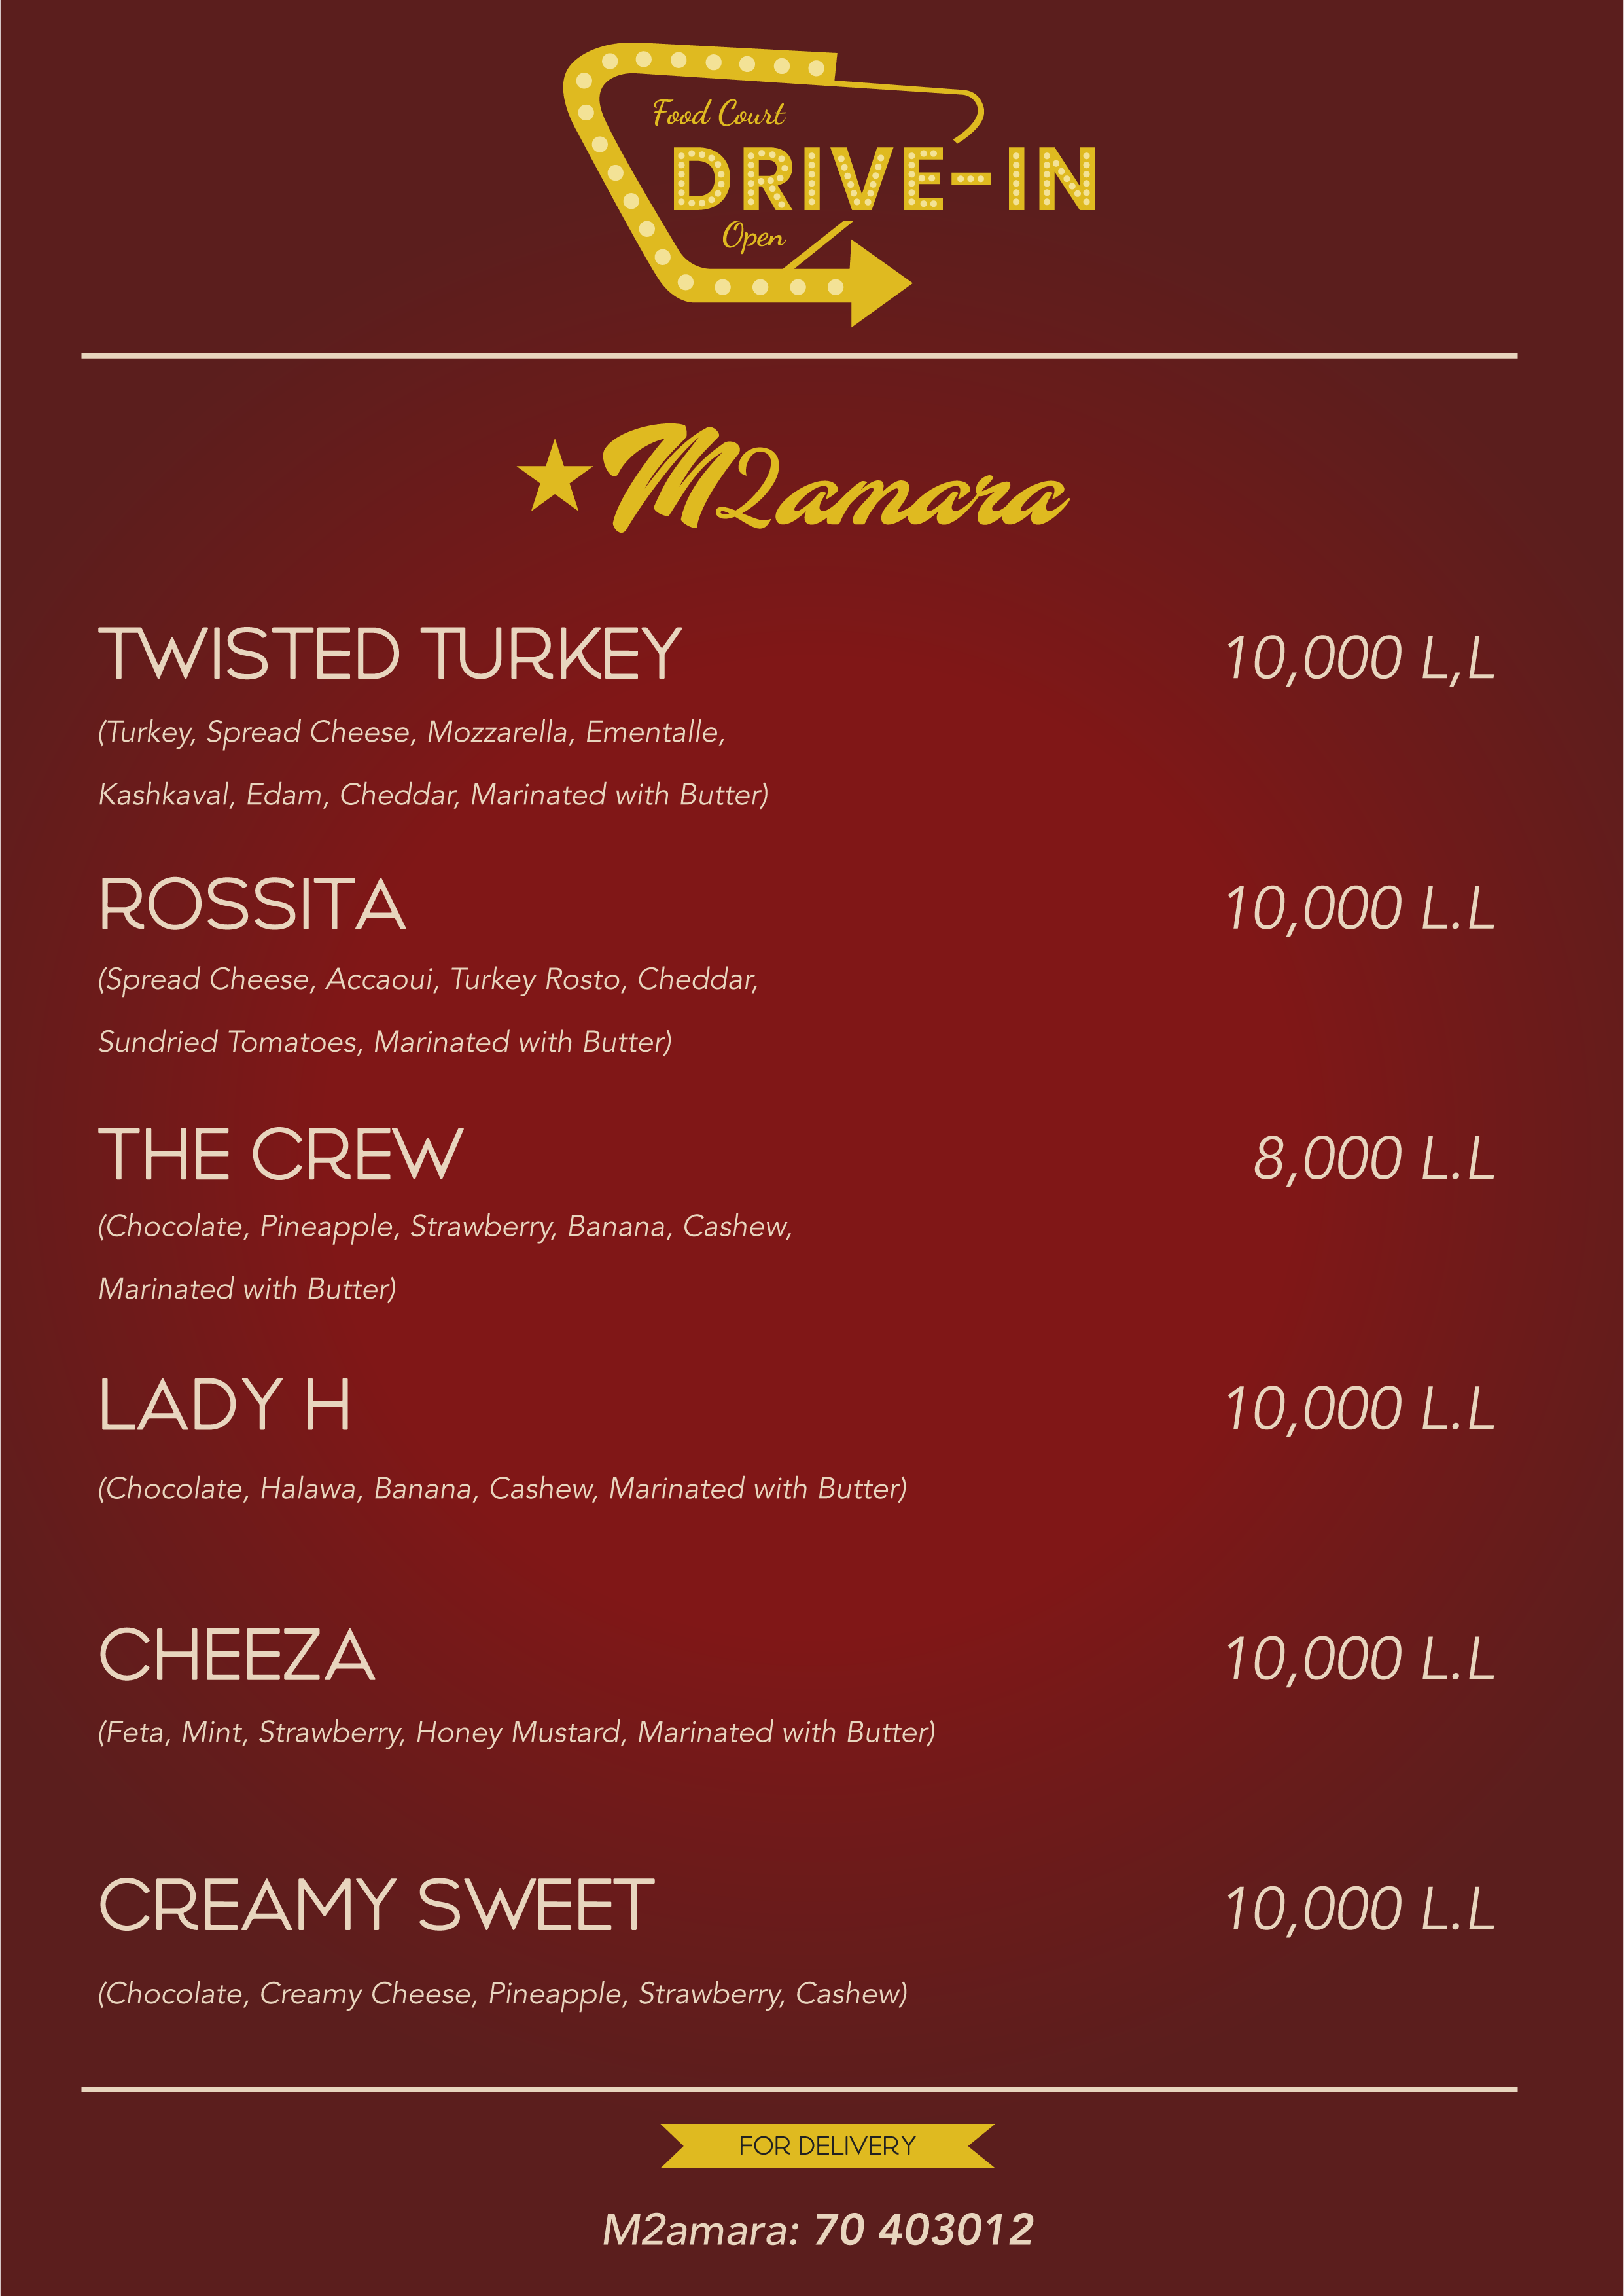 Food Court
DRIVE-IN
Open
M2amara
TWISTED TURKEY 10,000 L,L
(Turkey, Spread Cheese, Mozzarella, Ementalle,
Kashkaval, Edam, Cheddar, Marinated with Butter)
ROSSITA 10,000 L.L
(Spread Cheese, Accaoui, Turkey Rosto, Cheddar,
Sundried Tomatoes, Marinated with Butter)
THE CREW 8,000 L.L
(Chocolate, Pineapple, Strawberry, Banana, Cashew,
Marinated with Butter)
LADY H 10,000 L.L
(Chocolate, Halawa, Banana, Cashew, Marinated with Butter)
CHEEZA 10,000 L.L
(Feta, Mint, Strawberry, Honey Mustard, Marinated with Butter)
CREAMY SWEET 10,000 L.L
(Chocolate, Creamy Cheese, Pineapple, Strawberry, Cashew)
FOR DELIVERY
M2amara: 70 403012